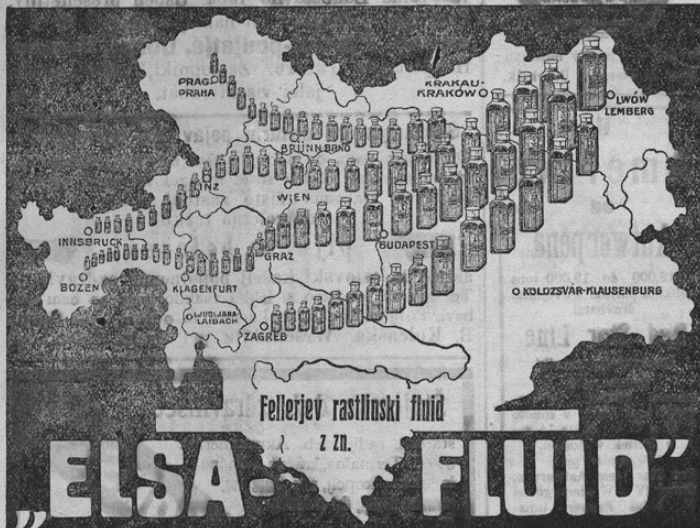 PRAG
PRAHA
KRAKAU-
KRAKÓW
LWÓW
LEMBERG
BRÜNN BRNO
LINZ
WIEN
INNSBRUCK
BOZEN
GRAZ
BUDAPEST
KLAGENFURT
LJUBLJANA
LAIBACH
ZAGREB
KOLOZSVÁR-KLAUSENBURG
Fellerjev rastlinski fluid
z zn.
„ELSA-FLUID”